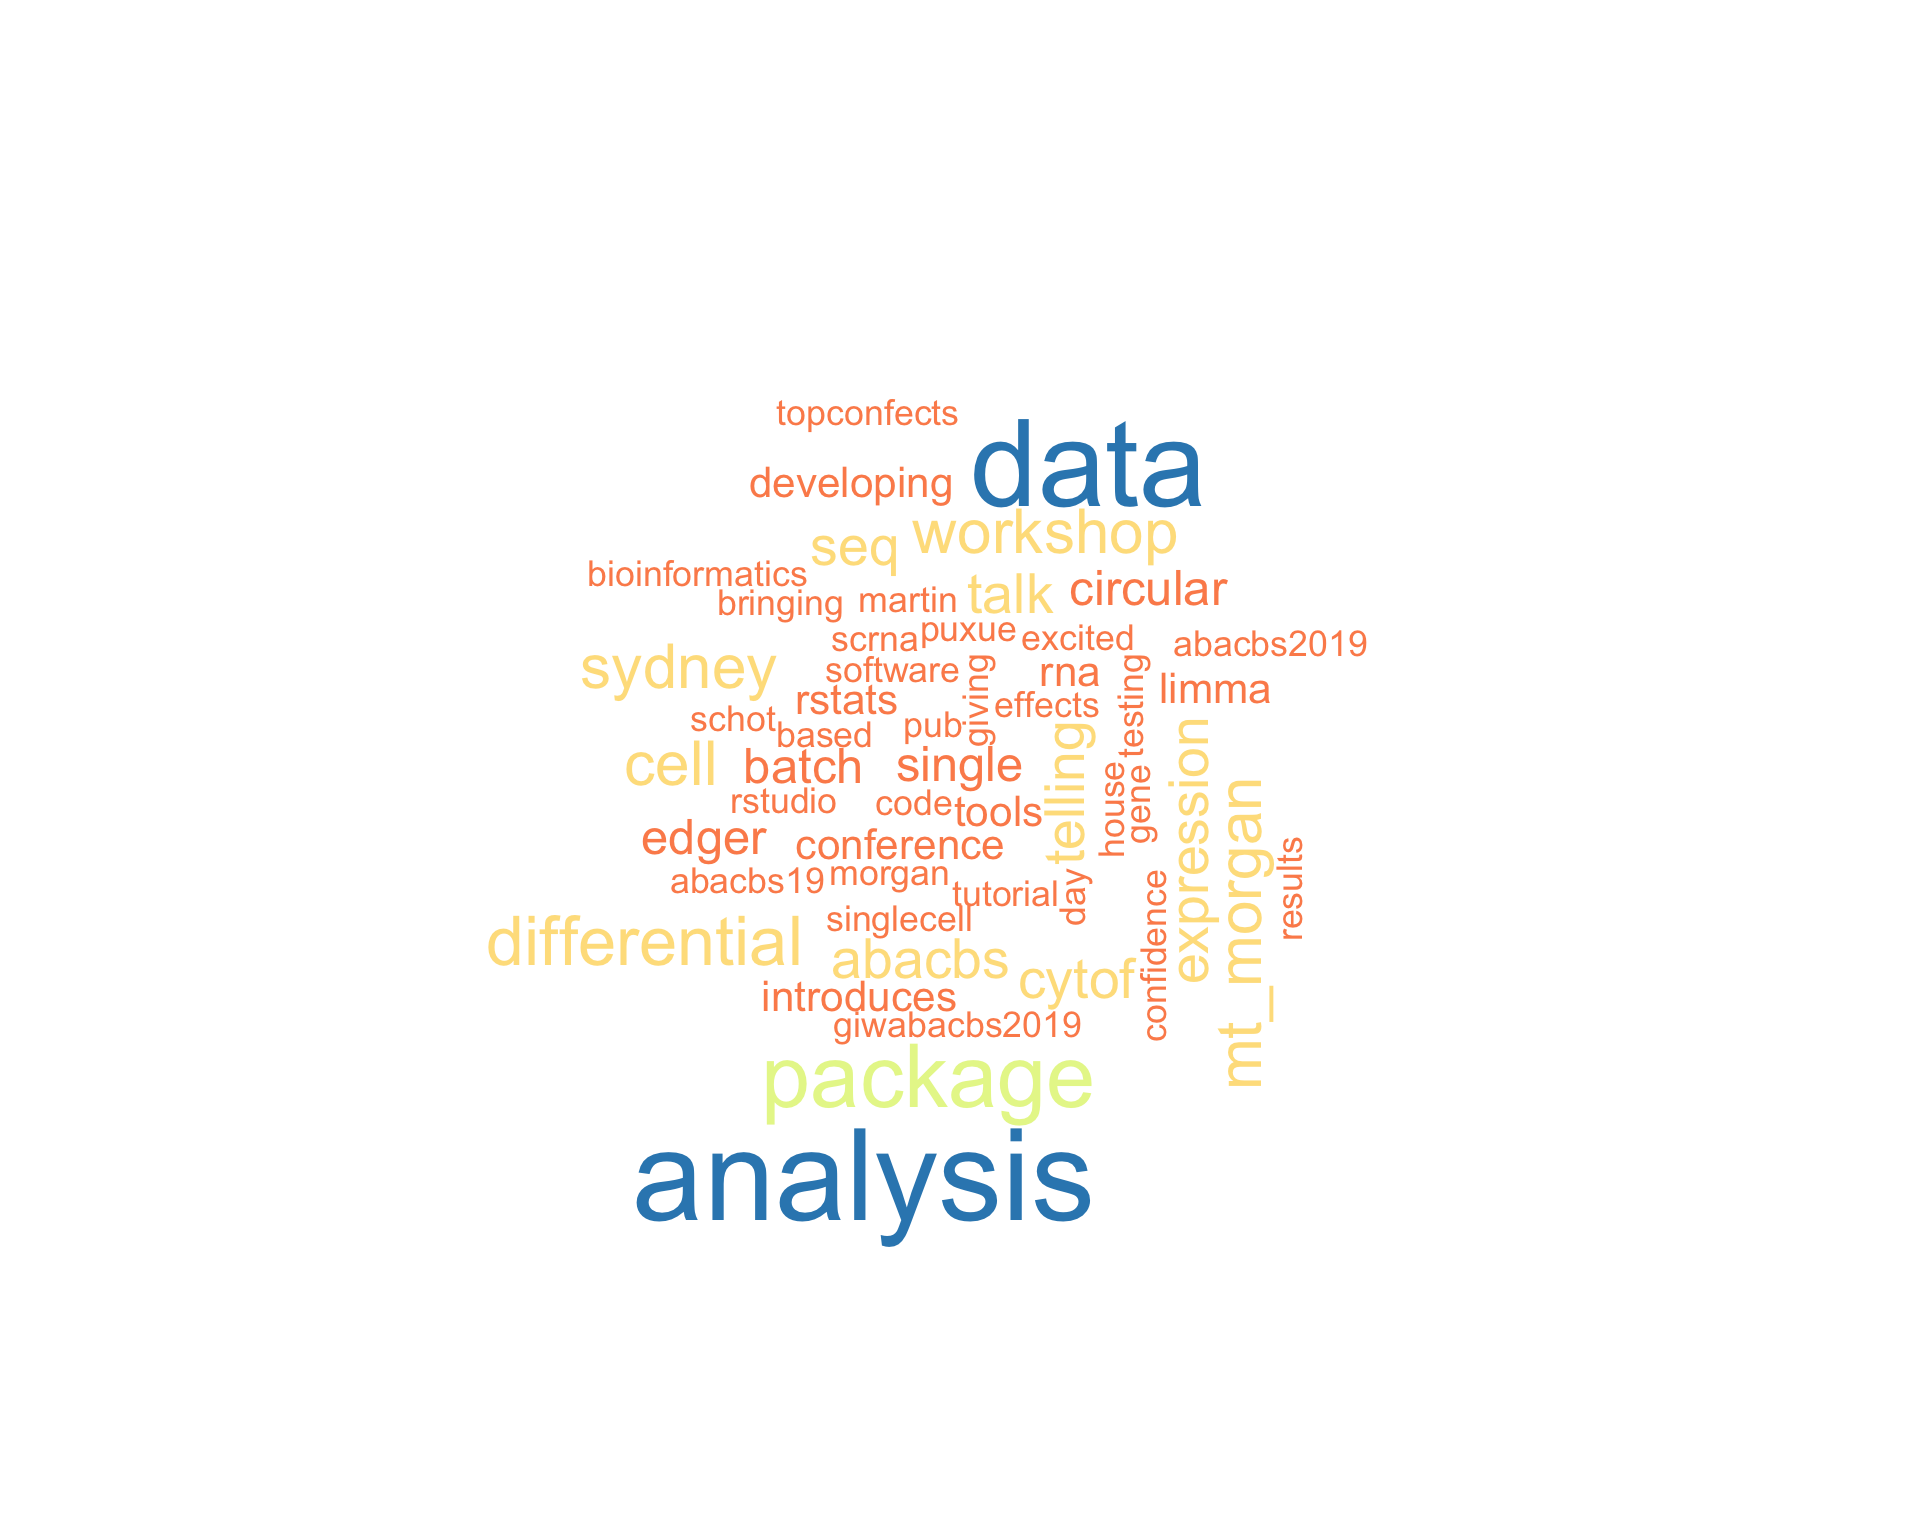 topconfects
data
developing
workshop
seq
bioinformatics
talk
circular
bringing
martin
puxue
scrna
excited
abacbs2019
sydney
software
giving
rna
testing
limma
rstats
effects
schot
pub
based
telling
expression
cell
batch
single
house
gene
mt_morgan
rstudio
code
tools
results
edger
conference
abacbs19
morgan
tutorial
day
confidence
singlecell
differential
abacbs
cytof
introduces
giwabacbs2019
package
analysis